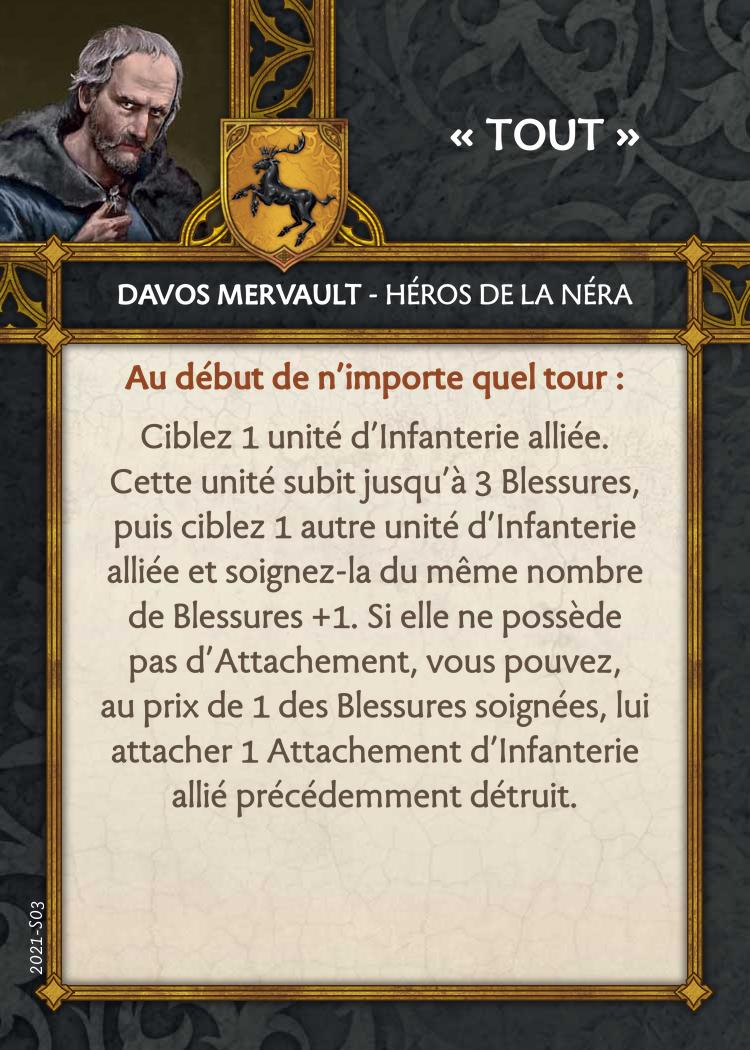 « TOUT »
DAVOS MERVAULT - HÉROS DE LA NÉRA
Au début de n’importe quel tour :
Ciblez 1 unité d’Infanterie alliée.
Cette unité subit jusqu’à 3 Blessures,
puis ciblez 1 autre unité d’Infanterie
alliée et soignez-la du même nombre
de Blessures +1. Si elle ne possède
pas d’Attachement, vous pouvez,
au prix de 1 des Blessures soignées, lui
attacher 1 Attachement d’Infanterie
allié précédemment détruit.
2021-S03